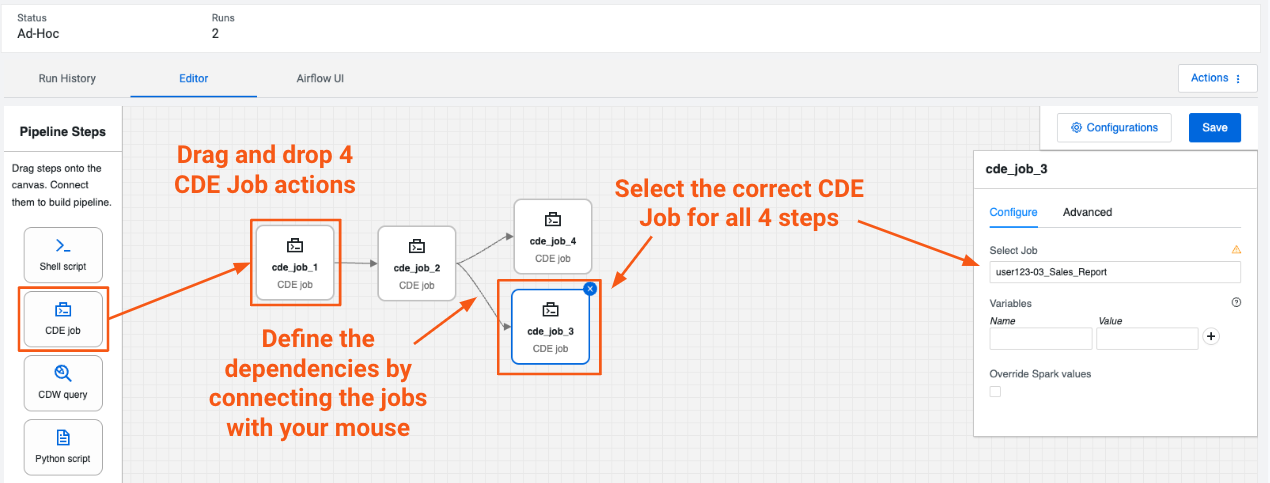 Status
Ad-Hoc
Runs
2
Run History
Editor
Airflow UI
Actions
Pipeline Steps
Drag steps onto the
canvas. Connect
them to build pipeline.
Shell script
CDE job
CDW query
Python script
Drag and drop 4
CDE Job actions
cde_job_1
CDE job
cde_job_2
CDE job
cde_job_4
CDE job
cde_job_3
CDE job
Define the
dependencies by
connecting the jobs
with your mouse
Select the correct CDE
Job for all 4 steps
Configurations
Save
cde_job_3
Configure
Advanced
Select Job
user123-03_Sales_Report
Variables
Name
Value
Override Spark values